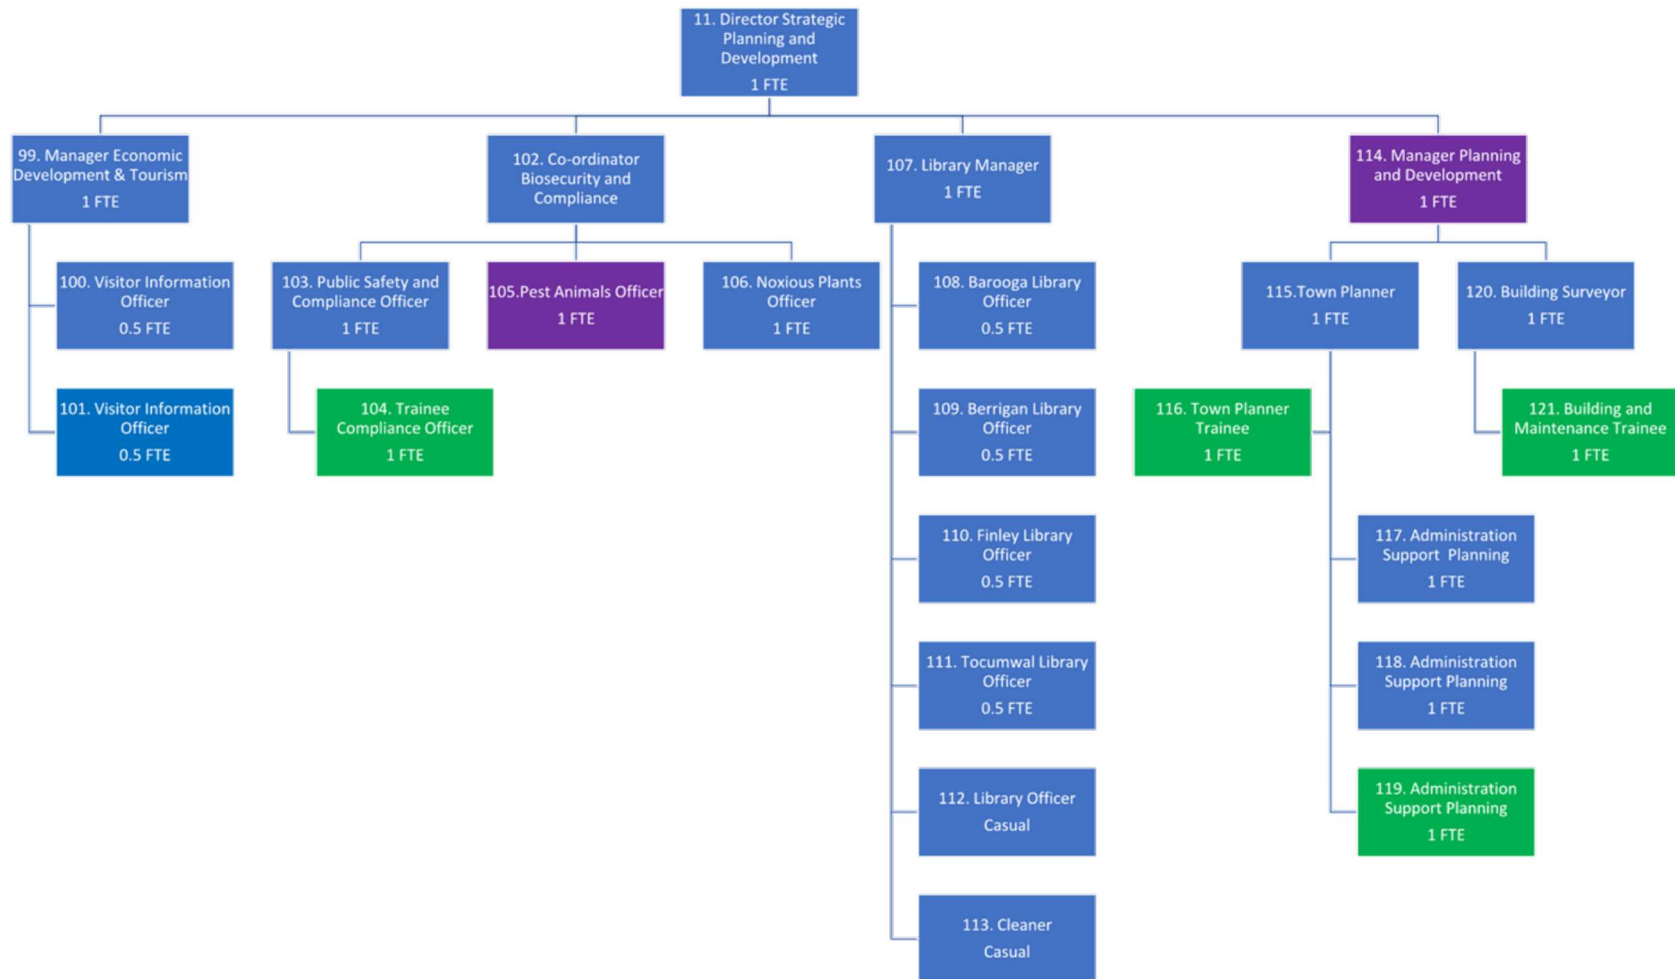 11. Director Strategic
Planning and
Development
1 FTE
99. Manager Economic
Development & Tourism
1 FTE
102. Co-ordinator
Biosecurity and
Compliance
107. Library Manager
1 FTE
114. Manager Planning
and Development
1 FTE
100. Visitor Information
Officer
0.5 FTE
103. Public Safety and
Compliance Officer
1 FTE
105.Pest Animals Officer
1 FTE
106. Noxious Plants
Officer
1 FTE
108. Barooga Library
Officer
0.5 FTE
115.Town Planner
1 FTE
120. Building Surveyor
1 FTE
101. Visitor Information
Officer
0.5 FTE
104. Trainee
Compliance Officer
1 FTE
109. Berrigan Library
Officer
0.5 FTE
116. Town Planner
Trainee
1 FTE
121. Building and
Maintenance Trainee
1 FTE
110. Finley Library
Officer
0.5 FTE
117. Administration
Support  Planning
1 FTE
111. Tocumwal Library
Officer
0.5 FTE
118. Administration
Support Planning
1 FTE
112. Library Officer
Casual
119. Administration
Support Planning
1 FTE
113. Cleaner
Casual